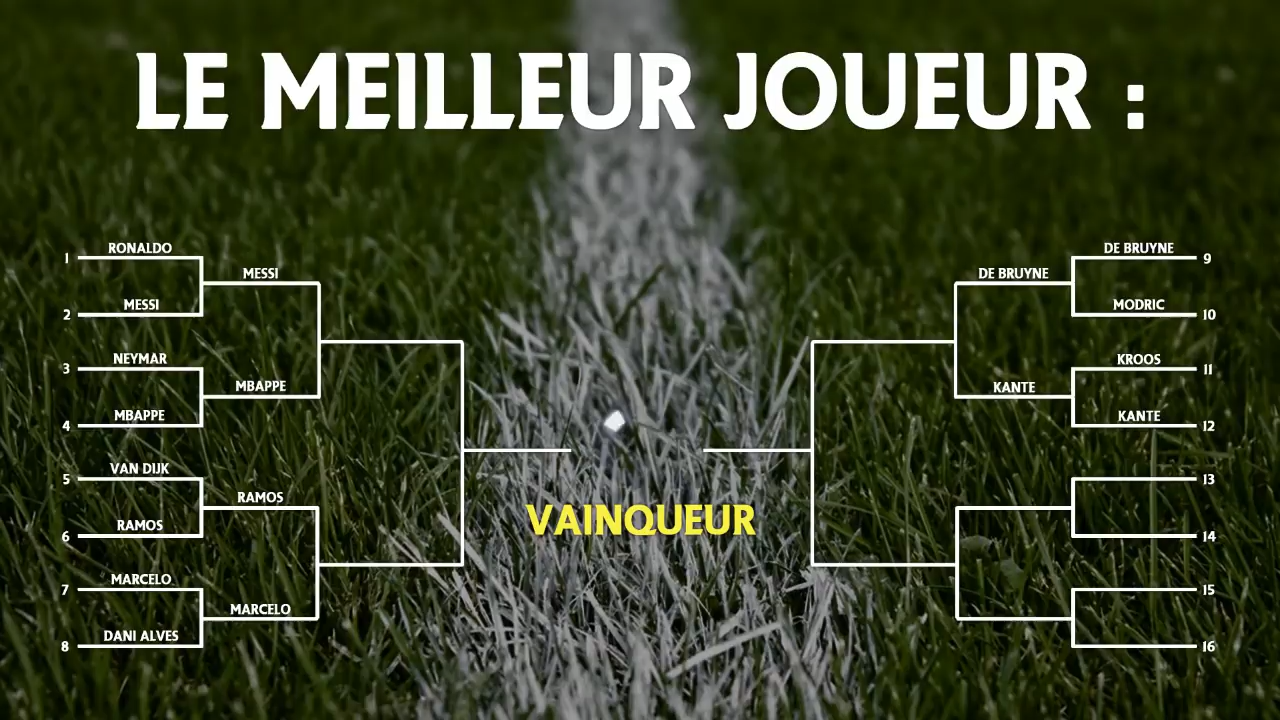 LE MEILLEUR JOUEUR :
1 RONALDO
MESSI
2 MESSI
3 NEYMAR
MBAPPE
4 MBAPPE
5 VAN DIJK
RAMOS
6 RAMOS
7 MARCELO
MARCELO
8 DANI ALVES
VAINQUEUR
DE BRUYNE 9
DE BRUYNE
MODRIC 10
KROOS 11
KANTE
KANTE 12
13
14
15
16